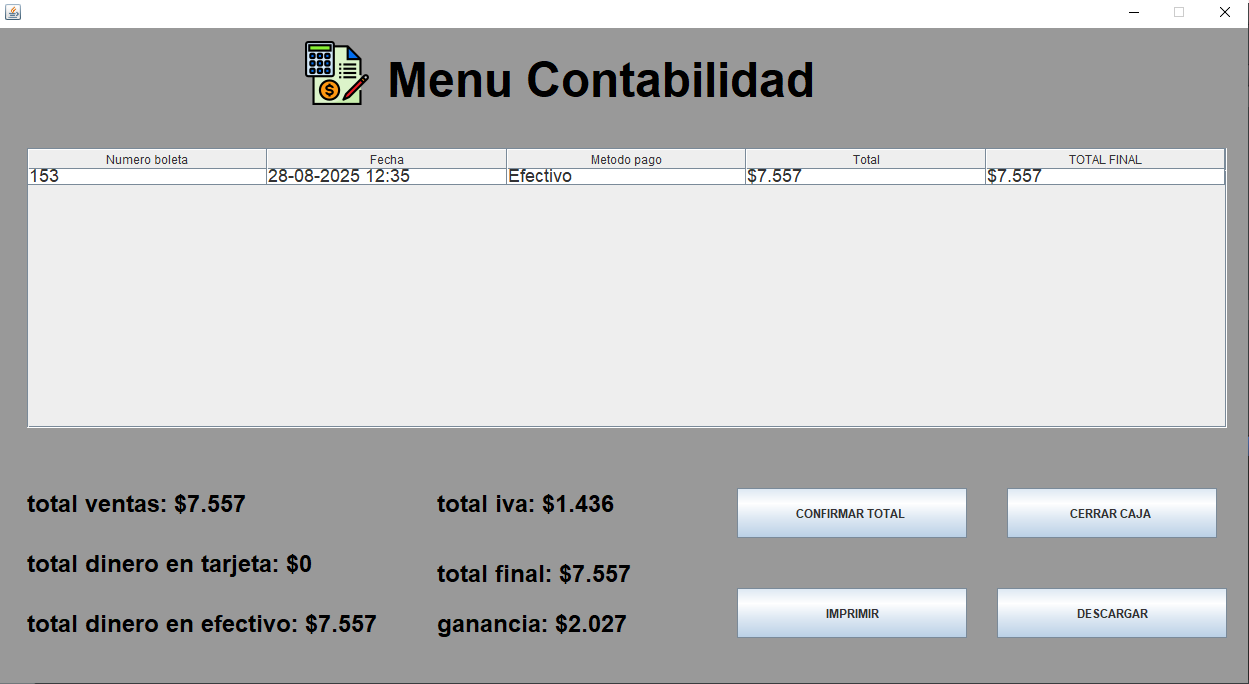 Menu Contabilidad
Numero boleta Fecha Metodo pago Total TOTAL FINAL
153 28-08-2025 12:35 Efectivo $7.557 $7.557
total ventas: $7.557 total iva: $1.436 CONFIRMAR TOTAL CERRAR CAJA
total dinero en tarjeta: $0 total final: $7.557
total dinero en efectivo: $7.557 ganancia: $2.027 IMPRIMIR DESCARGAR